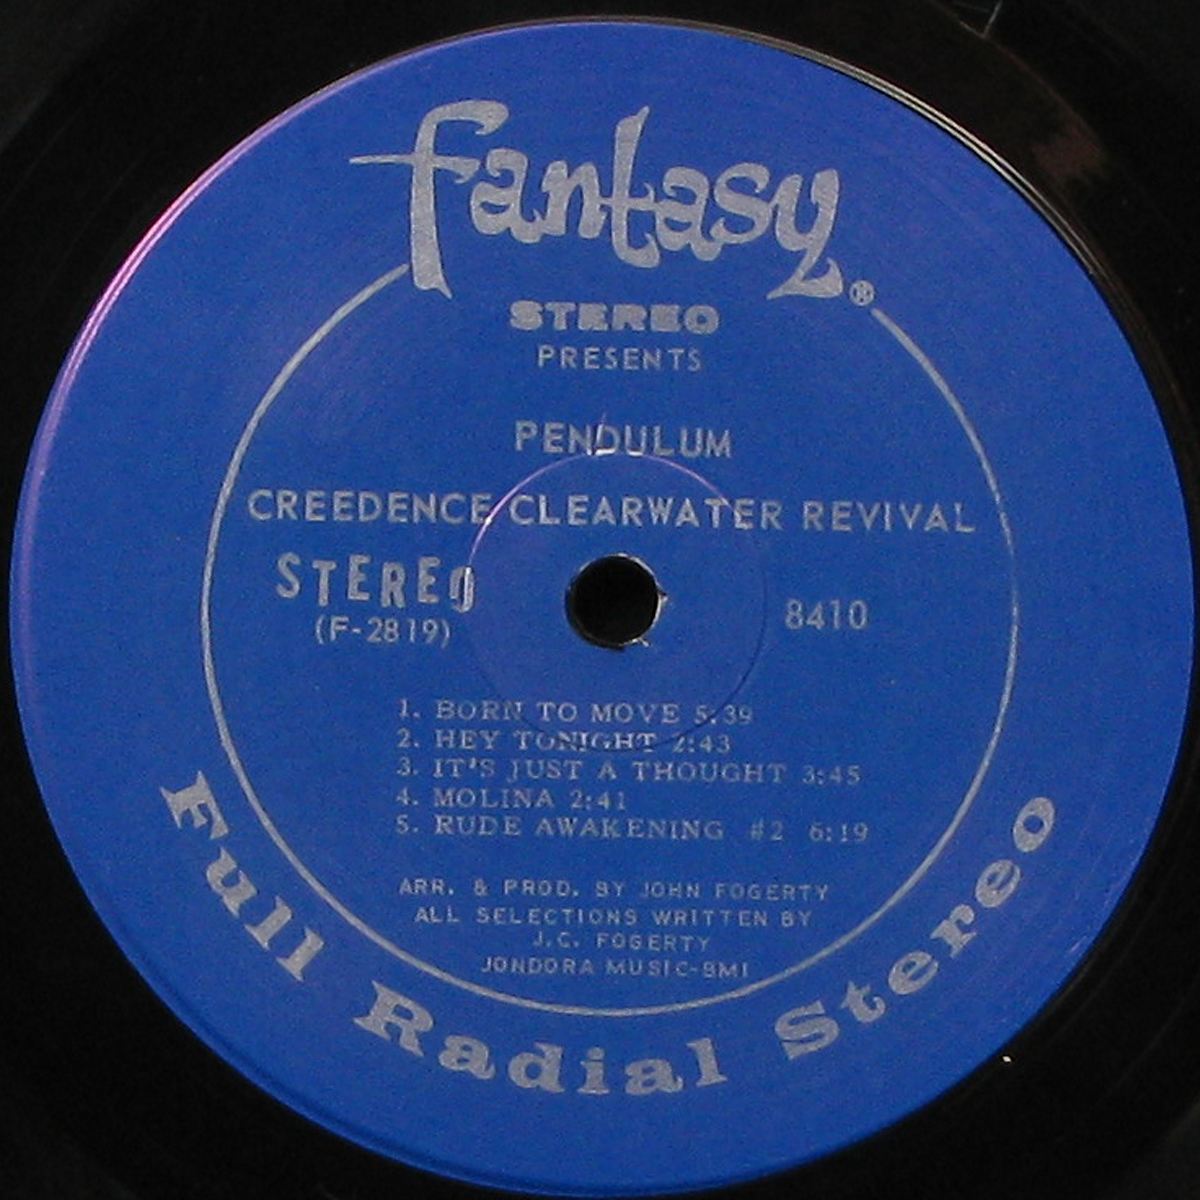 fantasy®
STEREO
PRESENTS
PENDULUM
CREEDENCE CLEARWATER REVIVAL
STEREO
(F-2819)
8410
1. BORN TO MOVE 5:39
2. HEY TONIGHT 2:43
3. IT'S JUST A THOUGHT 3:45
4. MOLINA 2:41
5. RUDE AWAKENING #2 6:19
ARR. & PROD. BY JOHN FOGERTY
ALL SELECTIONS WRITTEN BY
J.C. FOGERTY
JONDORA MUSIC-BMI
Full Radial Stereo